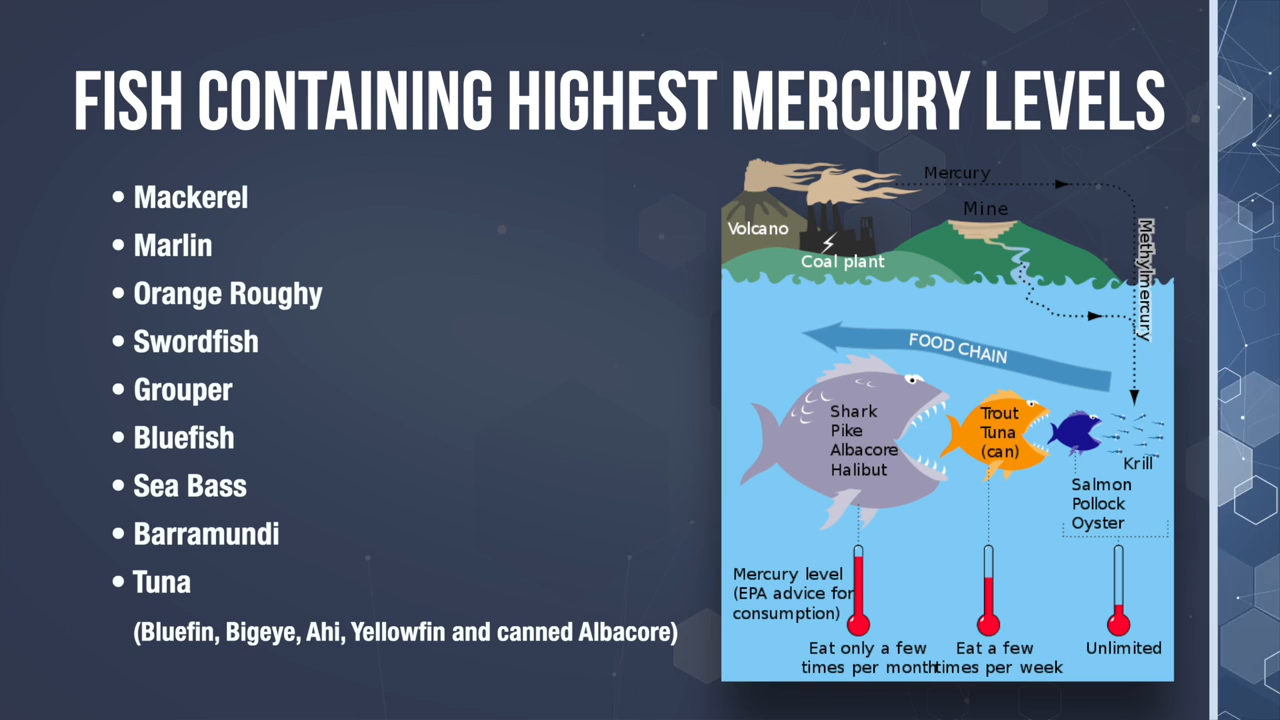 FISH CONTAINING HIGHEST MERCURY LEVELS
• Mackerel
• Marlin
• Orange Roughy
• Swordfish
• Grouper
• Bluefish
• Sea Bass
• Barramundi
• Tuna
(Bluefin, Bigeye, Ahi, Yellowfin and canned Albacore)
Mercury
Mine
Volcano
Coal plant
Methylmercury
FOOD CHAIN
Shark
Pike
Albacore
Halibut
Trout
Tuna
(can)
Krill
Salmon
Pollock
Oyster
Mercury level
(EPA advice for
consumption)
Eat only a few
times per month
Eat a few
times per week
Unlimited